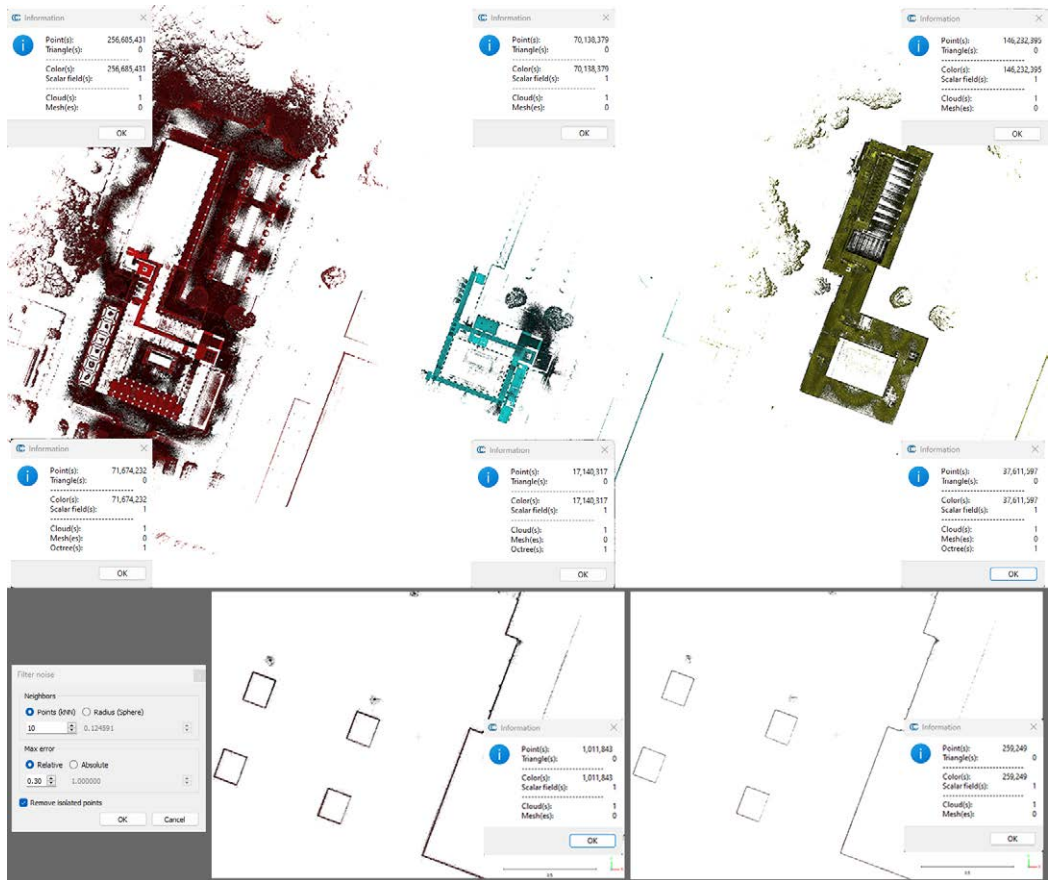 Information
Point(s): 256,685,431
Triangle(s): 0
Color(s): 256,685,431
Scalar field(s): 1
Cloud(s): 1
Mesh(es): 0
OK
Information
Point(s): 70,138,379
Triangle(s): 0
Color(s): 70,138,379
Scalar field(s): 1
Cloud(s): 1
Mesh(es): 0
OK
Information
Point(s): 146,232,395
Triangle(s): 0
Color(s): 146,232,395
Scalar field(s): 1
Cloud(s): 1
Mesh(es): 0
OK
Information
Point(s): 71,674,232
Triangle(s): 0
Color(s): 71,674,232
Scalar field(s): 1
Cloud(s): 1
Mesh(es): 0
Octree(s): 1
OK
Information
Point(s): 17,140,317
Triangle(s): 0
Color(s): 17,140,317
Scalar field(s): 1
Cloud(s): 1
Mesh(es): 0
Octree(s): 1
OK
Information
Point(s): 37,611,597
Triangle(s): 0
Color(s): 37,611,597
Scalar field(s): 1
Cloud(s): 1
Mesh(es): 0
Octree(s): 1
OK
Filter noise
Neighbors
Points (kNN) Radius (Sphere)
10 0.124591
Max error
Relative Absolute
0.30 1.000000
Remove isolated points
OK Cancel
Information
Point(s): 1,011,843
Triangle(s): 0
Color(s): 1,011,843
Scalar field(s): 1
Cloud(s): 1
Mesh(es): 0
OK
0.5
Information
Point(s): 259,249
Triangle(s): 0
Color(s): 259,249
Scalar field(s): 1
Cloud(s): 1
Mesh(es): 0
OK
0.5